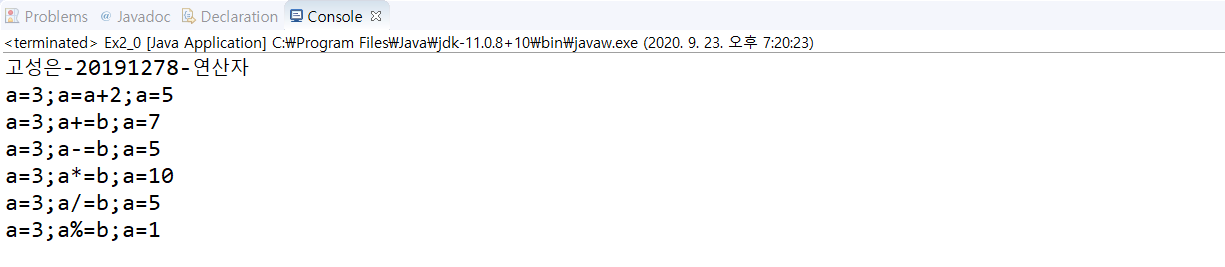 Problems @ Javadoc Declaration Console
<terminated> Ex2_0 [Java Application] C:₩Program Files₩Java₩jdk-11.0.8+10₩bin₩javaw.exe (2020. 9. 23. 오후 7:20:23)
고성은-20191278-연산자
a=3;a=a+2;a=5
a=3;a+=b;a=7
a=3;a-=b;a=5
a=3;a*=b;a=10
a=3;a/=b;a=5
a=3;a%=b;a=1